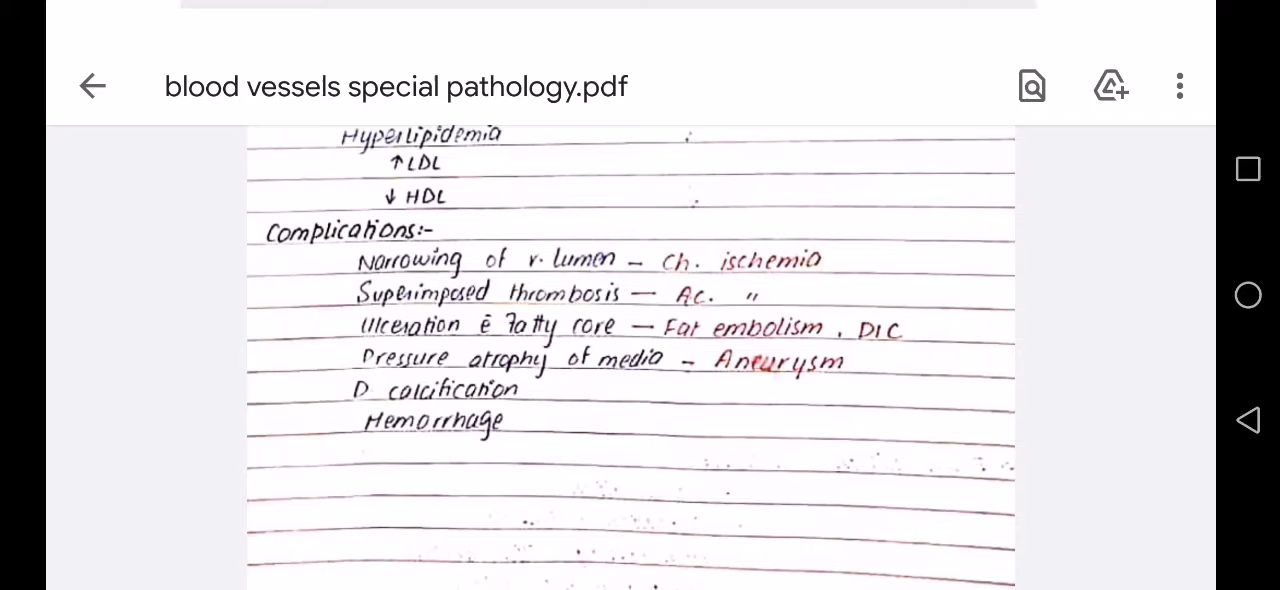 blood vessels special pathology.pdf
Hyperlipidemia
↑ LDL
↓ HDL
Complications:-
Narrowing of v. lumen – Ch. ischemia
Superimposed thrombosis — Ac. "
Ulceration ē fatty core — Fat embolism, DIC
Pressure atrophy of media – Aneurysm
D calcification
Hemorrhage